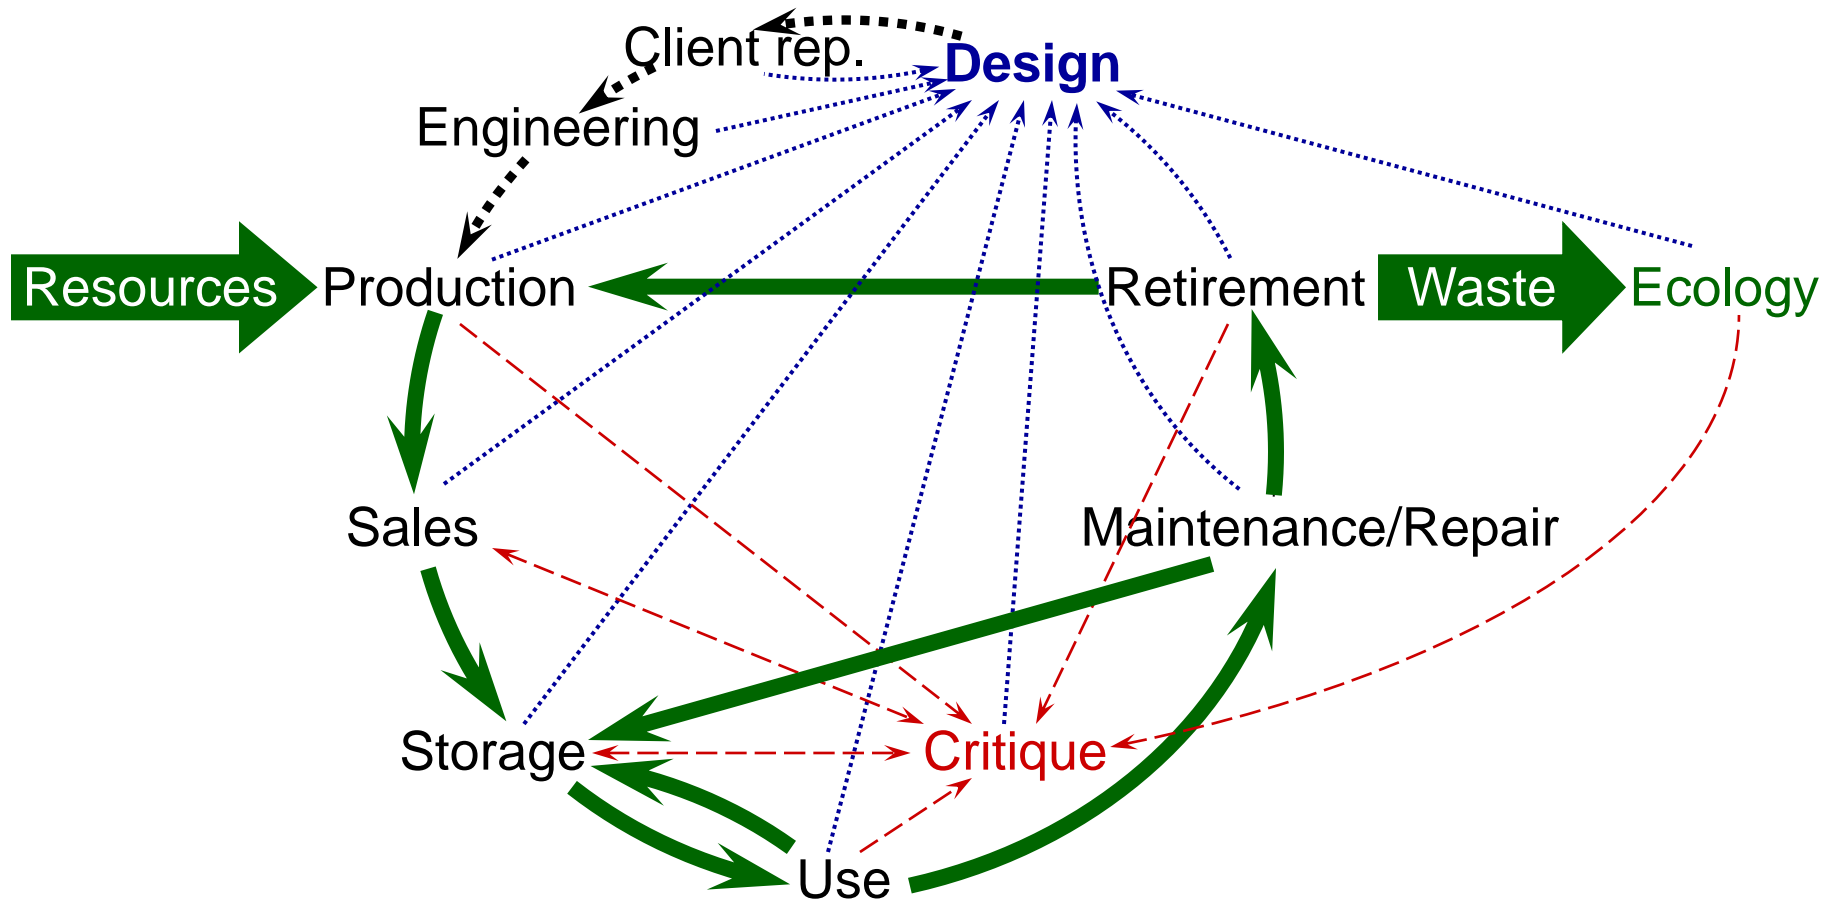 Client rep.
Design
Engineering
Resources
Production
Retirement
Waste
Ecology
Sales
Maintenance/Repair
Storage
Critique
Use